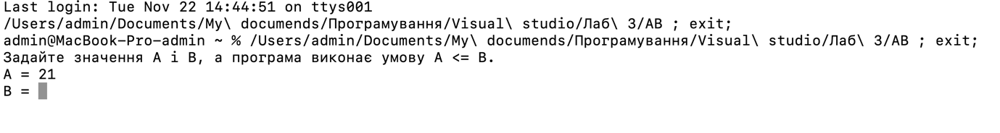 Last login: Tue Nov 22 14:44:51 on ttys001
/Users/admin/Documents/My\ documends/Програмування/Visual\ studio/Лаб\ 3/AB ; exit;
admin@MacBook-Pro-admin ~ % /Users/admin/Documents/My\ documends/Програмування/Visual\ studio/Лаб\ 3/AB ; exit;
Задайте значення A і B, а програма виконає умову A <= B.
A = 21
B =